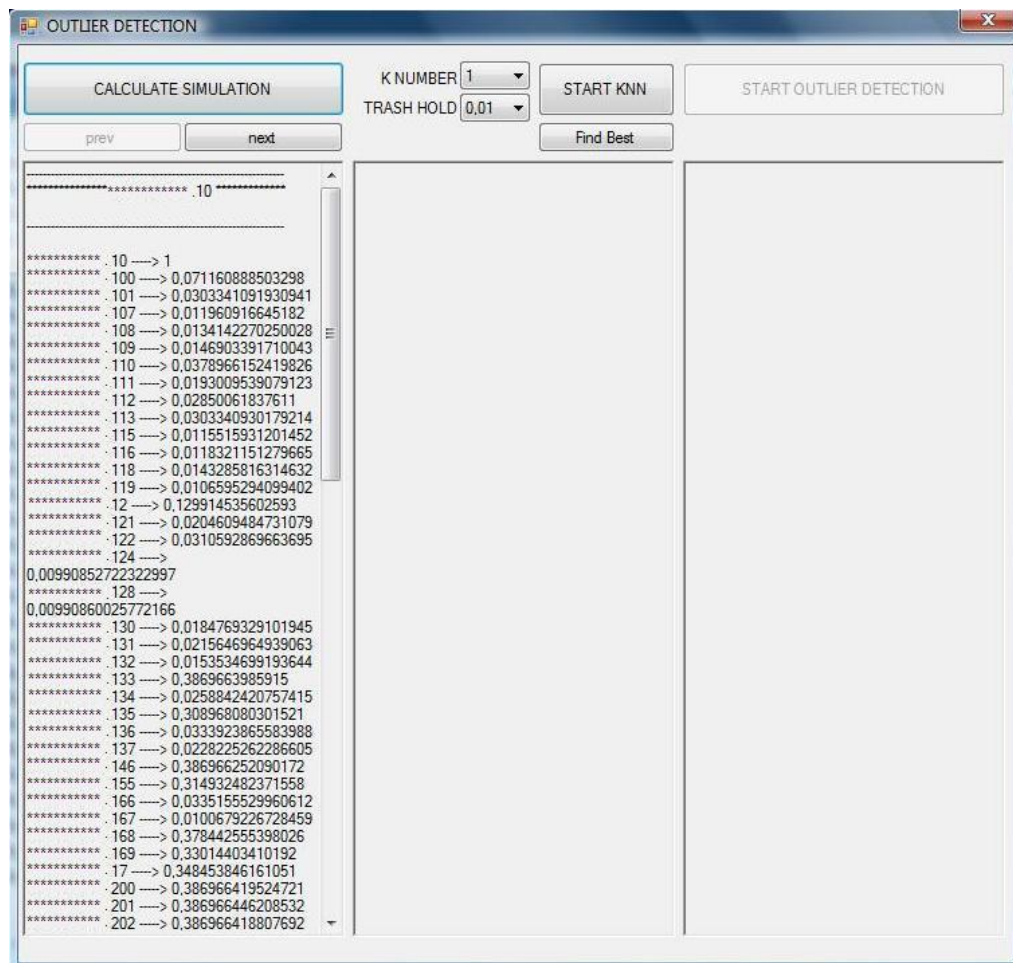 OUTLIER DETECTION
CALCULATE SIMULATION
K NUMBER 1
TRASH HOLD 0,01
START KNN
START OUTLIER DETECTION
prev
next
Find Best
*************************** .10 *************
*********** . 10 ----> 1
*********** . 100 ----> 0,071160888503298
*********** . 101 ----> 0,0303341091930941
*********** . 107 ----> 0,011960916645182
*********** . 108 ----> 0,0134142270250028
*********** . 109 ----> 0,0146903391710043
*********** . 110 ----> 0,0378966152419826
*********** . 111 ----> 0,0193009539079123
*********** . 112 ----> 0,02850061837611
*********** . 113 ----> 0,0303340930179214
*********** . 115 ----> 0,0115515931201452
*********** . 116 ----> 0,0118321151279665
*********** . 118 ----> 0,0143285816314632
*********** . 119 ----> 0,0106595294099402
*********** . 12 ----> 0,129914535602593
*********** . 121 ----> 0,0204609484731079
*********** . 122 ----> 0,0310592869663695
*********** . 124 ---->
0,00990852722322997
*********** . 128 ---->
0,00990860025772166
*********** . 130 ----> 0,0184769329101945
*********** . 131 ----> 0,0215646964939063
*********** . 132 ----> 0,0153534699193644
*********** . 133 ----> 0,3869663985915
*********** . 134 ----> 0,0258842420757415
*********** . 135 ----> 0,308968080301521
*********** . 136 ----> 0,0333923865583988
*********** . 137 ----> 0,0228225262286605
*********** . 146 ----> 0,386966252090172
*********** . 155 ----> 0,314932482371558
*********** . 166 ----> 0,0335155529960612
*********** . 167 ----> 0,0100679226728459
*********** . 168 ----> 0,378442555398026
*********** . 169 ----> 0,33014403410192
*********** . 17 ----> 0,348453846161051
*********** . 200 ----> 0,386966419524721
*********** . 201 ----> 0,386966446208532
*********** . 202 ----> 0,386966418807692